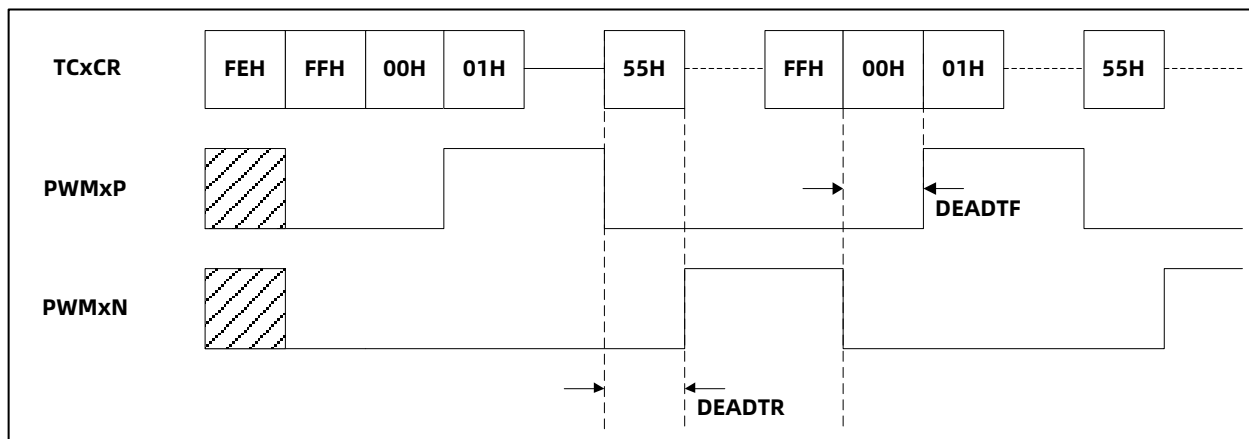 TCxCR FEH FFH 00H 01H 55H FFH 00H 01H 55H
PWMxP
DEADTF
PWMxN
DEADTR